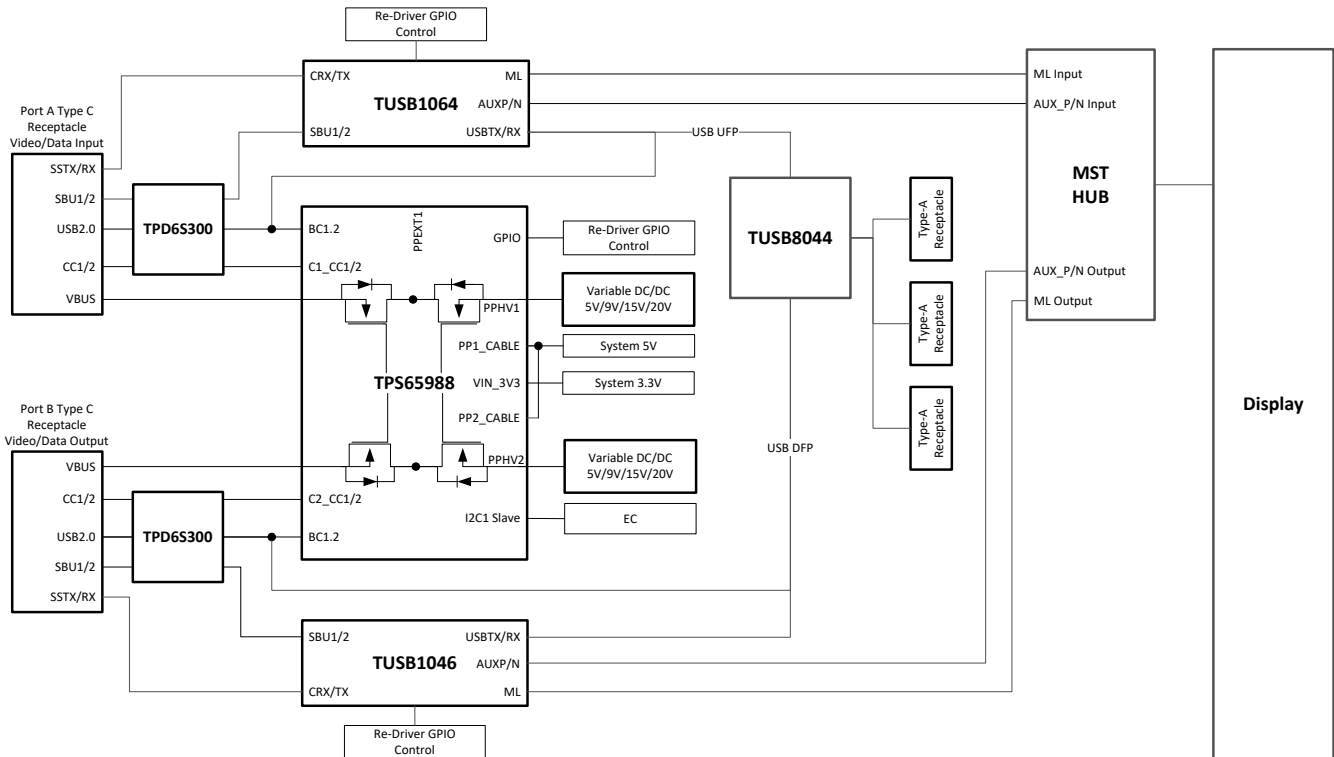 Re-Driver GPIO
Control
CRX/TX
ML
TUSB1064
AUXP/N
SBU1/2
USBTX/RX
USB UFP
Port A Type C
Receptacle
Video/Data Input
SSTX/RX
SBU1/2
USB2.0
CC1/2
VBUS
TPD6S300
BC1.2
C1_CC1/2
PPEXT1
GPIO
Re-Driver GPIO
Control
PPHV1
Variable DC/DC
5V/9V/15V/20V
PP1_CABLE
System 5V
TPS65988
VIN_3V3
System 3.3V
PP2_CABLE
PPHV2
Variable DC/DC
5V/9V/15V/20V
C2_CC1/2
I2C1 Slave
EC
BC1.2
Port B Type C
Receptacle
Video/Data Output
VBUS
CC1/2
USB2.0
SBU1/2
SSTX/RX
TPD6S300
SBU1/2
USBTX/RX
TUSB1046
AUXP/N
CRX/TX
ML
Re-Driver GPIO
Control
TUSB8044
USB DFP
Type-A
Receptacle
Type-A
Receptacle
Type-A
Receptacle
ML Input
AUX_P/N Input
MST
HUB
AUX_P/N Output
ML Output
Display